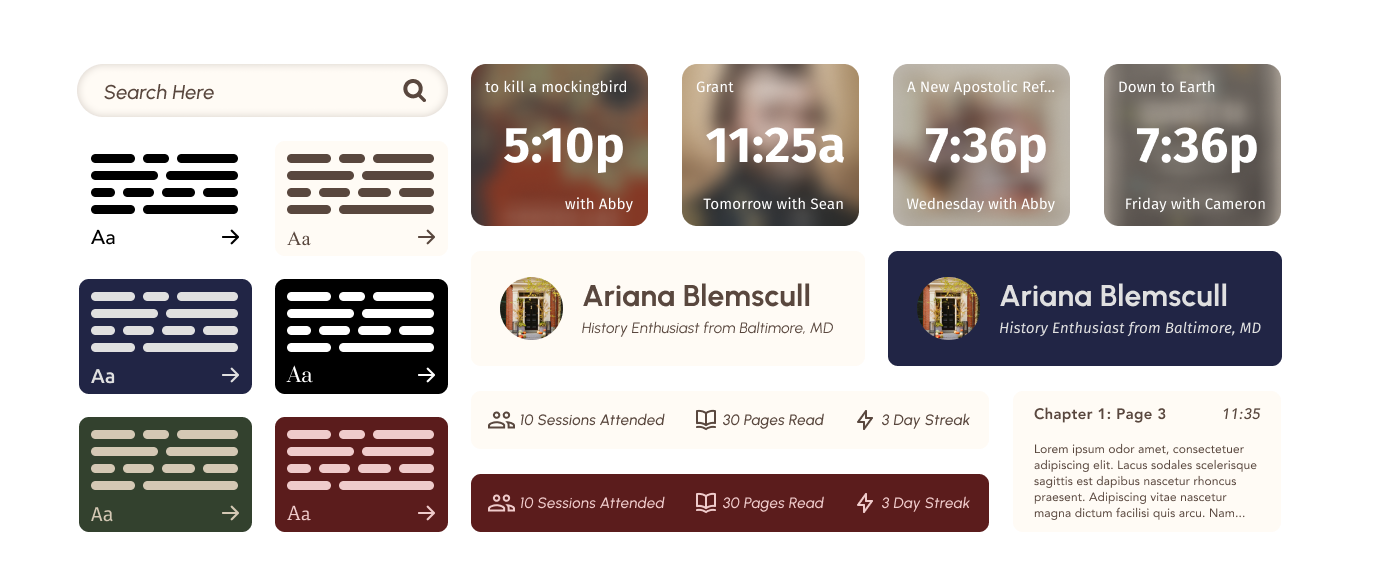 Search Here
Aa
Aa
Aa
Aa
Aa
Aa
to kill a mockingbird
5:10p
with Abby
Grant
11:25a
Tomorrow with Sean
A New Apostolic Ref...
7:36p
Wednesday with Abby
Down to Earth
7:36p
Friday with Cameron
Ariana Blemscull
History Enthusiast from Baltimore, MD
Ariana Blemscull
History Enthusiast from Baltimore, MD
10 Sessions Attended
30 Pages Read
3 Day Streak
10 Sessions Attended
30 Pages Read
3 Day Streak
Chapter 1: Page 3
11:35
Lorem ipsum odor amet, consectetuer
adipiscing elit. Lacus sodales scelerisque
sagittis est dapibus nascetur rhoncus
praesent. Adipiscing vitae nascetur
magna dictum facilisi quis arcu. Nam...